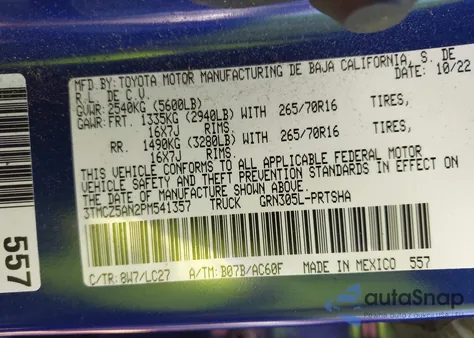 MFD.BY:TOYOTA MOTOR MANUFACTURING DE BAJA CALIFORNIA, S. DE
R.L. DE C.V. DATE: 10/22
GVWR: 2540KG (5600LB)
GAWR:FRT. 1335KG (2940LB)WITH 265/70R16 TIRES,
16X7J RIMS.
RR. 1490KG (3280LB)WITH 265/70R16 TIRES,
16X7J RIMS.
THIS VEHICLE CONFORMS TO ALL APPLICABLE FEDERAL MOTOR
VEHICLE SAFETY AND THEFT PREVENTION STANDARDS IN EFFECT ON
THE DATE OF MANUFACTURE SHOWN ABOVE.
3TMCZ5AN2PM541357 TRUCK GRN305L-PRTSHA
C/TR: 8W7/LC27 A/TM: B07B/AC60F MADE IN MEXICO 557
557
autoSnap